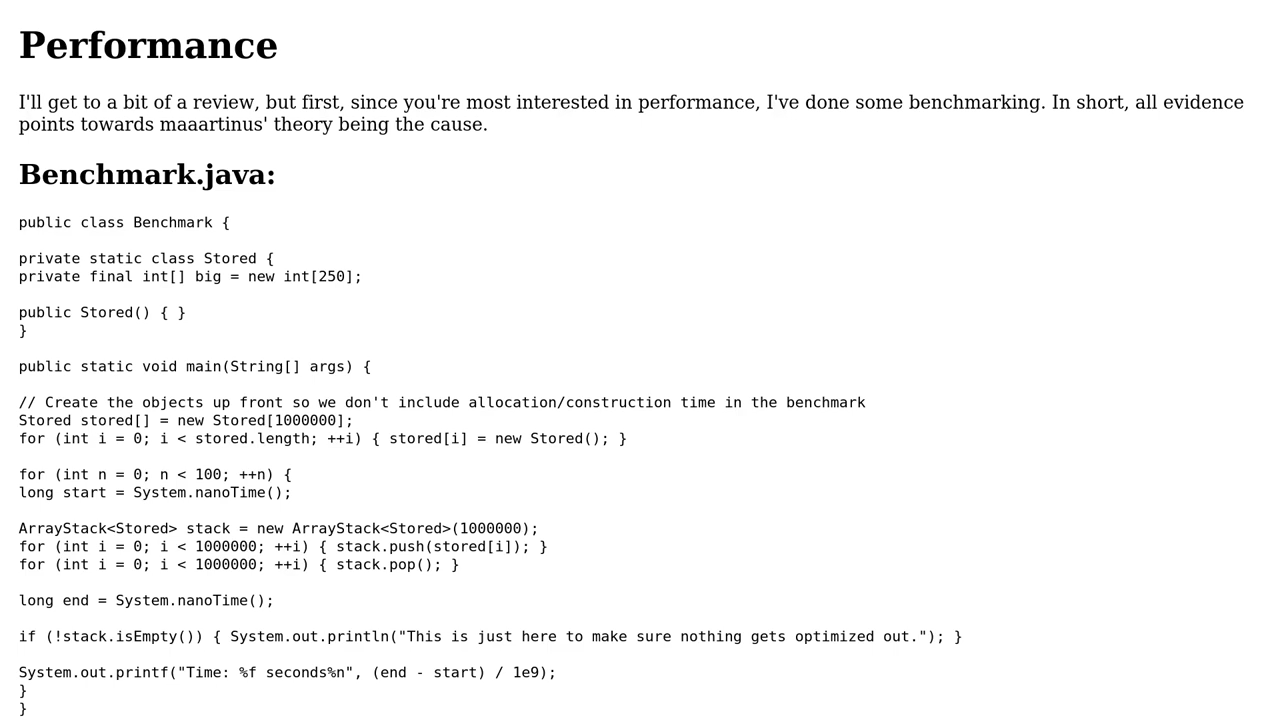 Performance
I'll get to a bit of a review, but first, since you're most interested in performance, I've done some benchmarking. In short, all evidence
points towards maaartinus' theory being the cause.
Benchmark.java:
public class Benchmark {
private static class Stored {
private final int[] big = new int[250];
public Stored() { }
}
public static void main(String[] args) {
// Create the objects up front so we don't include allocation/construction time in the benchmark
Stored stored[] = new Stored[1000000];
for (int i = 0; i < stored.length; ++i) { stored[i] = new Stored(); }
for (int n = 0; n < 100; ++n) {
long start = System.nanoTime();
ArrayStack<Stored> stack = new ArrayStack<Stored>(1000000);
for (int i = 0; i < 1000000; ++i) { stack.push(stored[i]); }
for (int i = 0; i < 1000000; ++i) { stack.pop(); }
long end = System.nanoTime();
if (!stack.isEmpty()) { System.out.println("This is just here to make sure nothing gets optimized out."); }
System.out.printf("Time: %f seconds%n", (end - start) / 1e9);
}
}